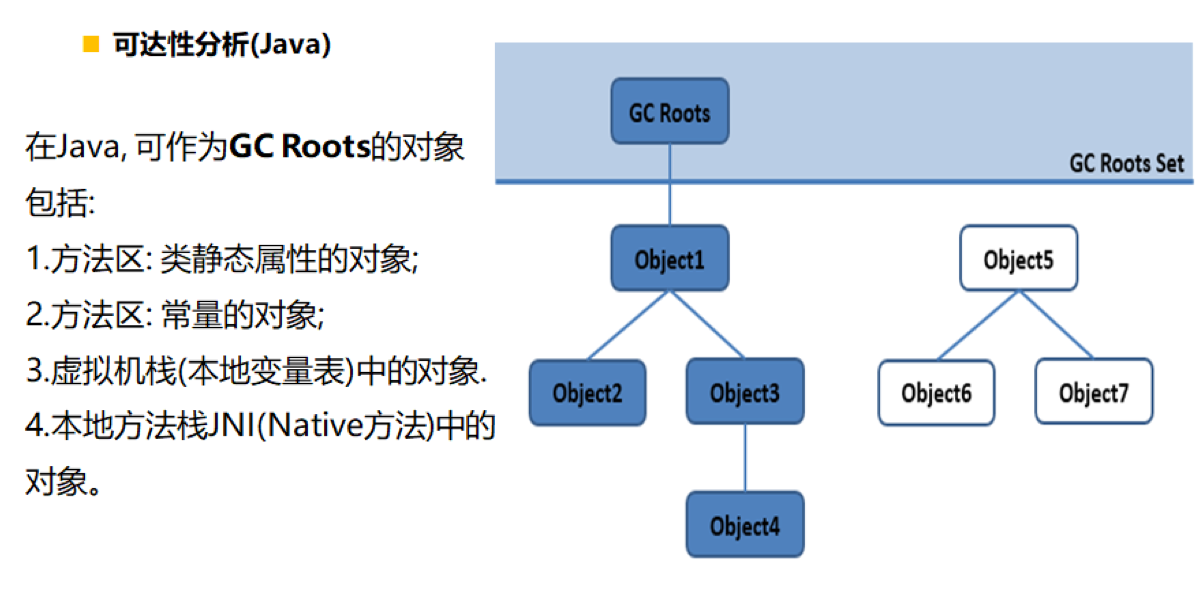 可达性分析(Java)
在Java, 可作为GC Roots的对象
包括:
1.方法区: 类静态属性的对象;
2.方法区: 常量的对象;
3.虚拟机栈(本地变量表)中的对象.
4.本地方法栈JNI(Native方法)中的
对象。
GC Roots
GC Roots Set
Object1
Object5
Object2
Object3
Object6
Object7
Object4